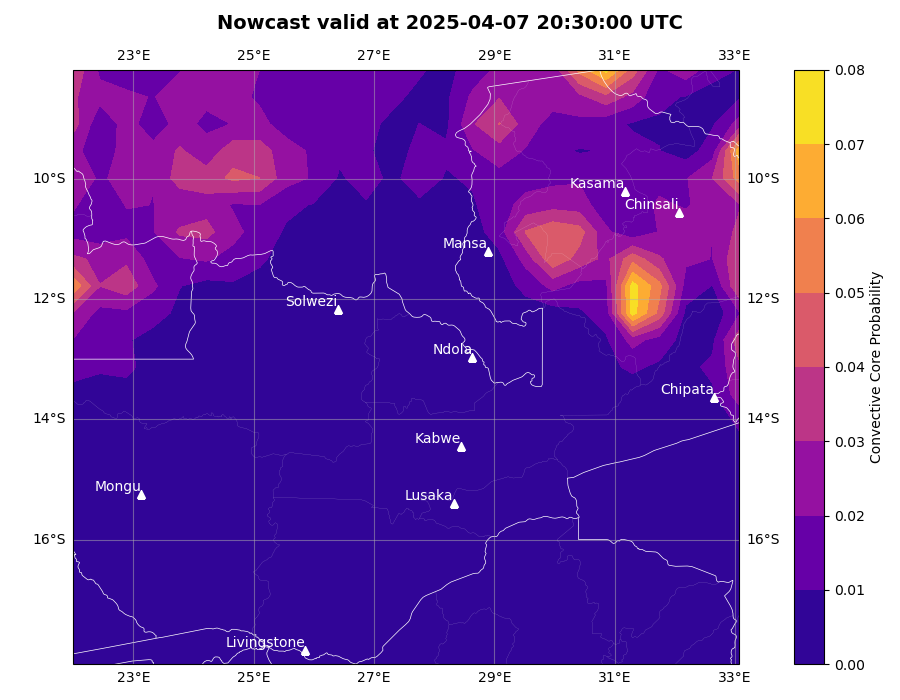 Nowcast valid at 2025-04-07 20:30:00 UTC
23°E 25°E 27°E 29°E 31°E 33°E
0.08
0.07
10°S Kasama 10°S
Chinsali
0.06
Mansa
0.05
12°S Solwezi 12°S
Ndola
0.04
Chipata
14°S 14°S
0.03
Kabwe
Mongu
Lusaka
0.02
16°S 16°S
0.01
Livingstone
0.00
23°E 25°E 27°E 29°E 31°E 33°E
Convective Core Probability